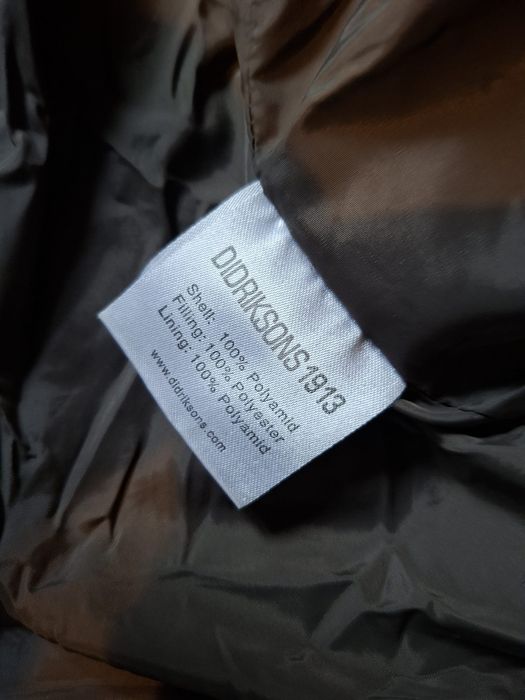 DIDRIKSONS 1913
Shell: 100% Polyamid
Filling: 100% Polyester
Lining: 100% Polyamid
www.didriksons.com